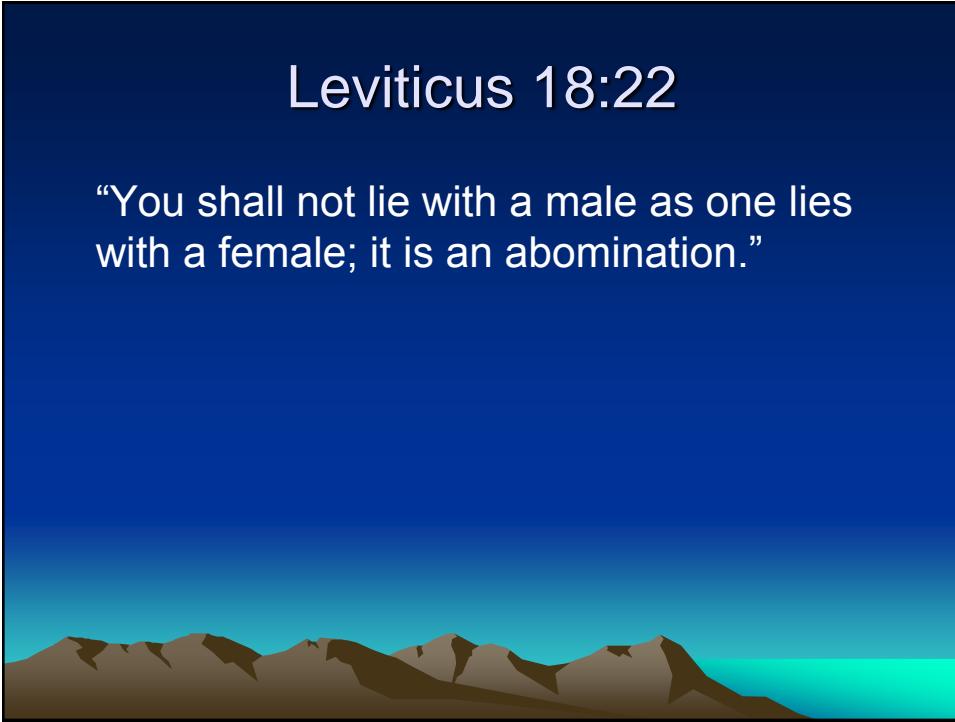 Leviticus 18:22
“You shall not lie with a male as one lies
with a female; it is an abomination.”